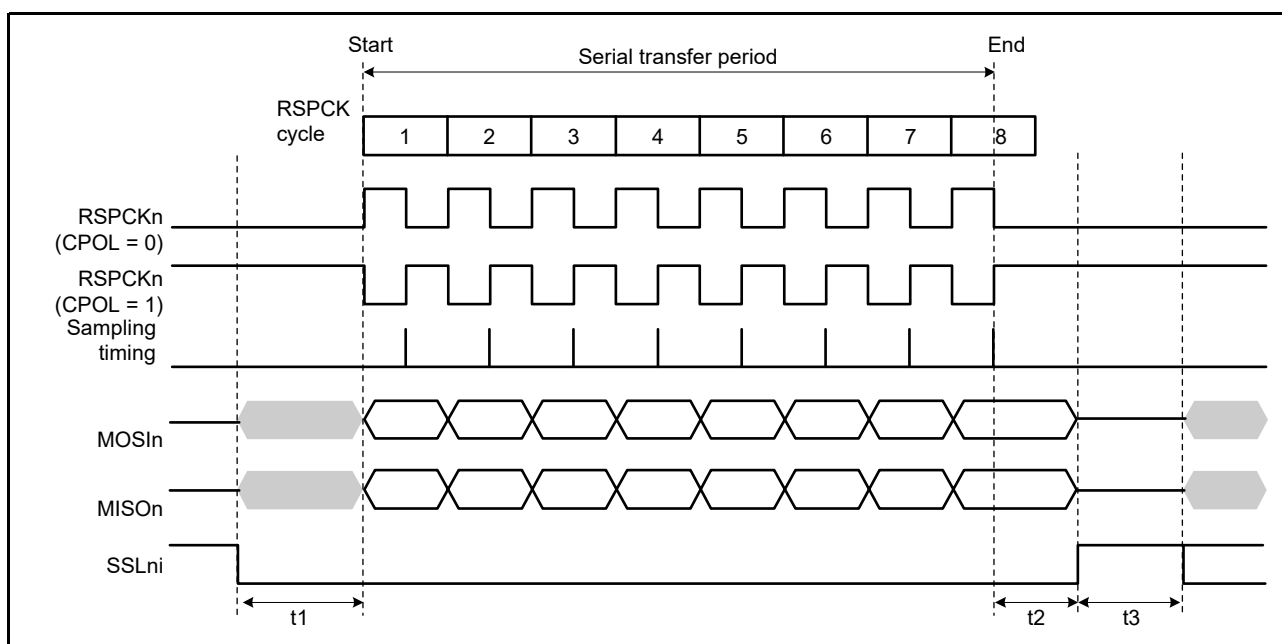 Start
Serial transfer period
End
RSPCK
cycle
1 2 3 4 5 6 7 8
RSPCKn
(CPOL = 0)
RSPCKn
(CPOL = 1)
Sampling
timing
MOSIn
MISOn
SSLni
t1
t2
t3